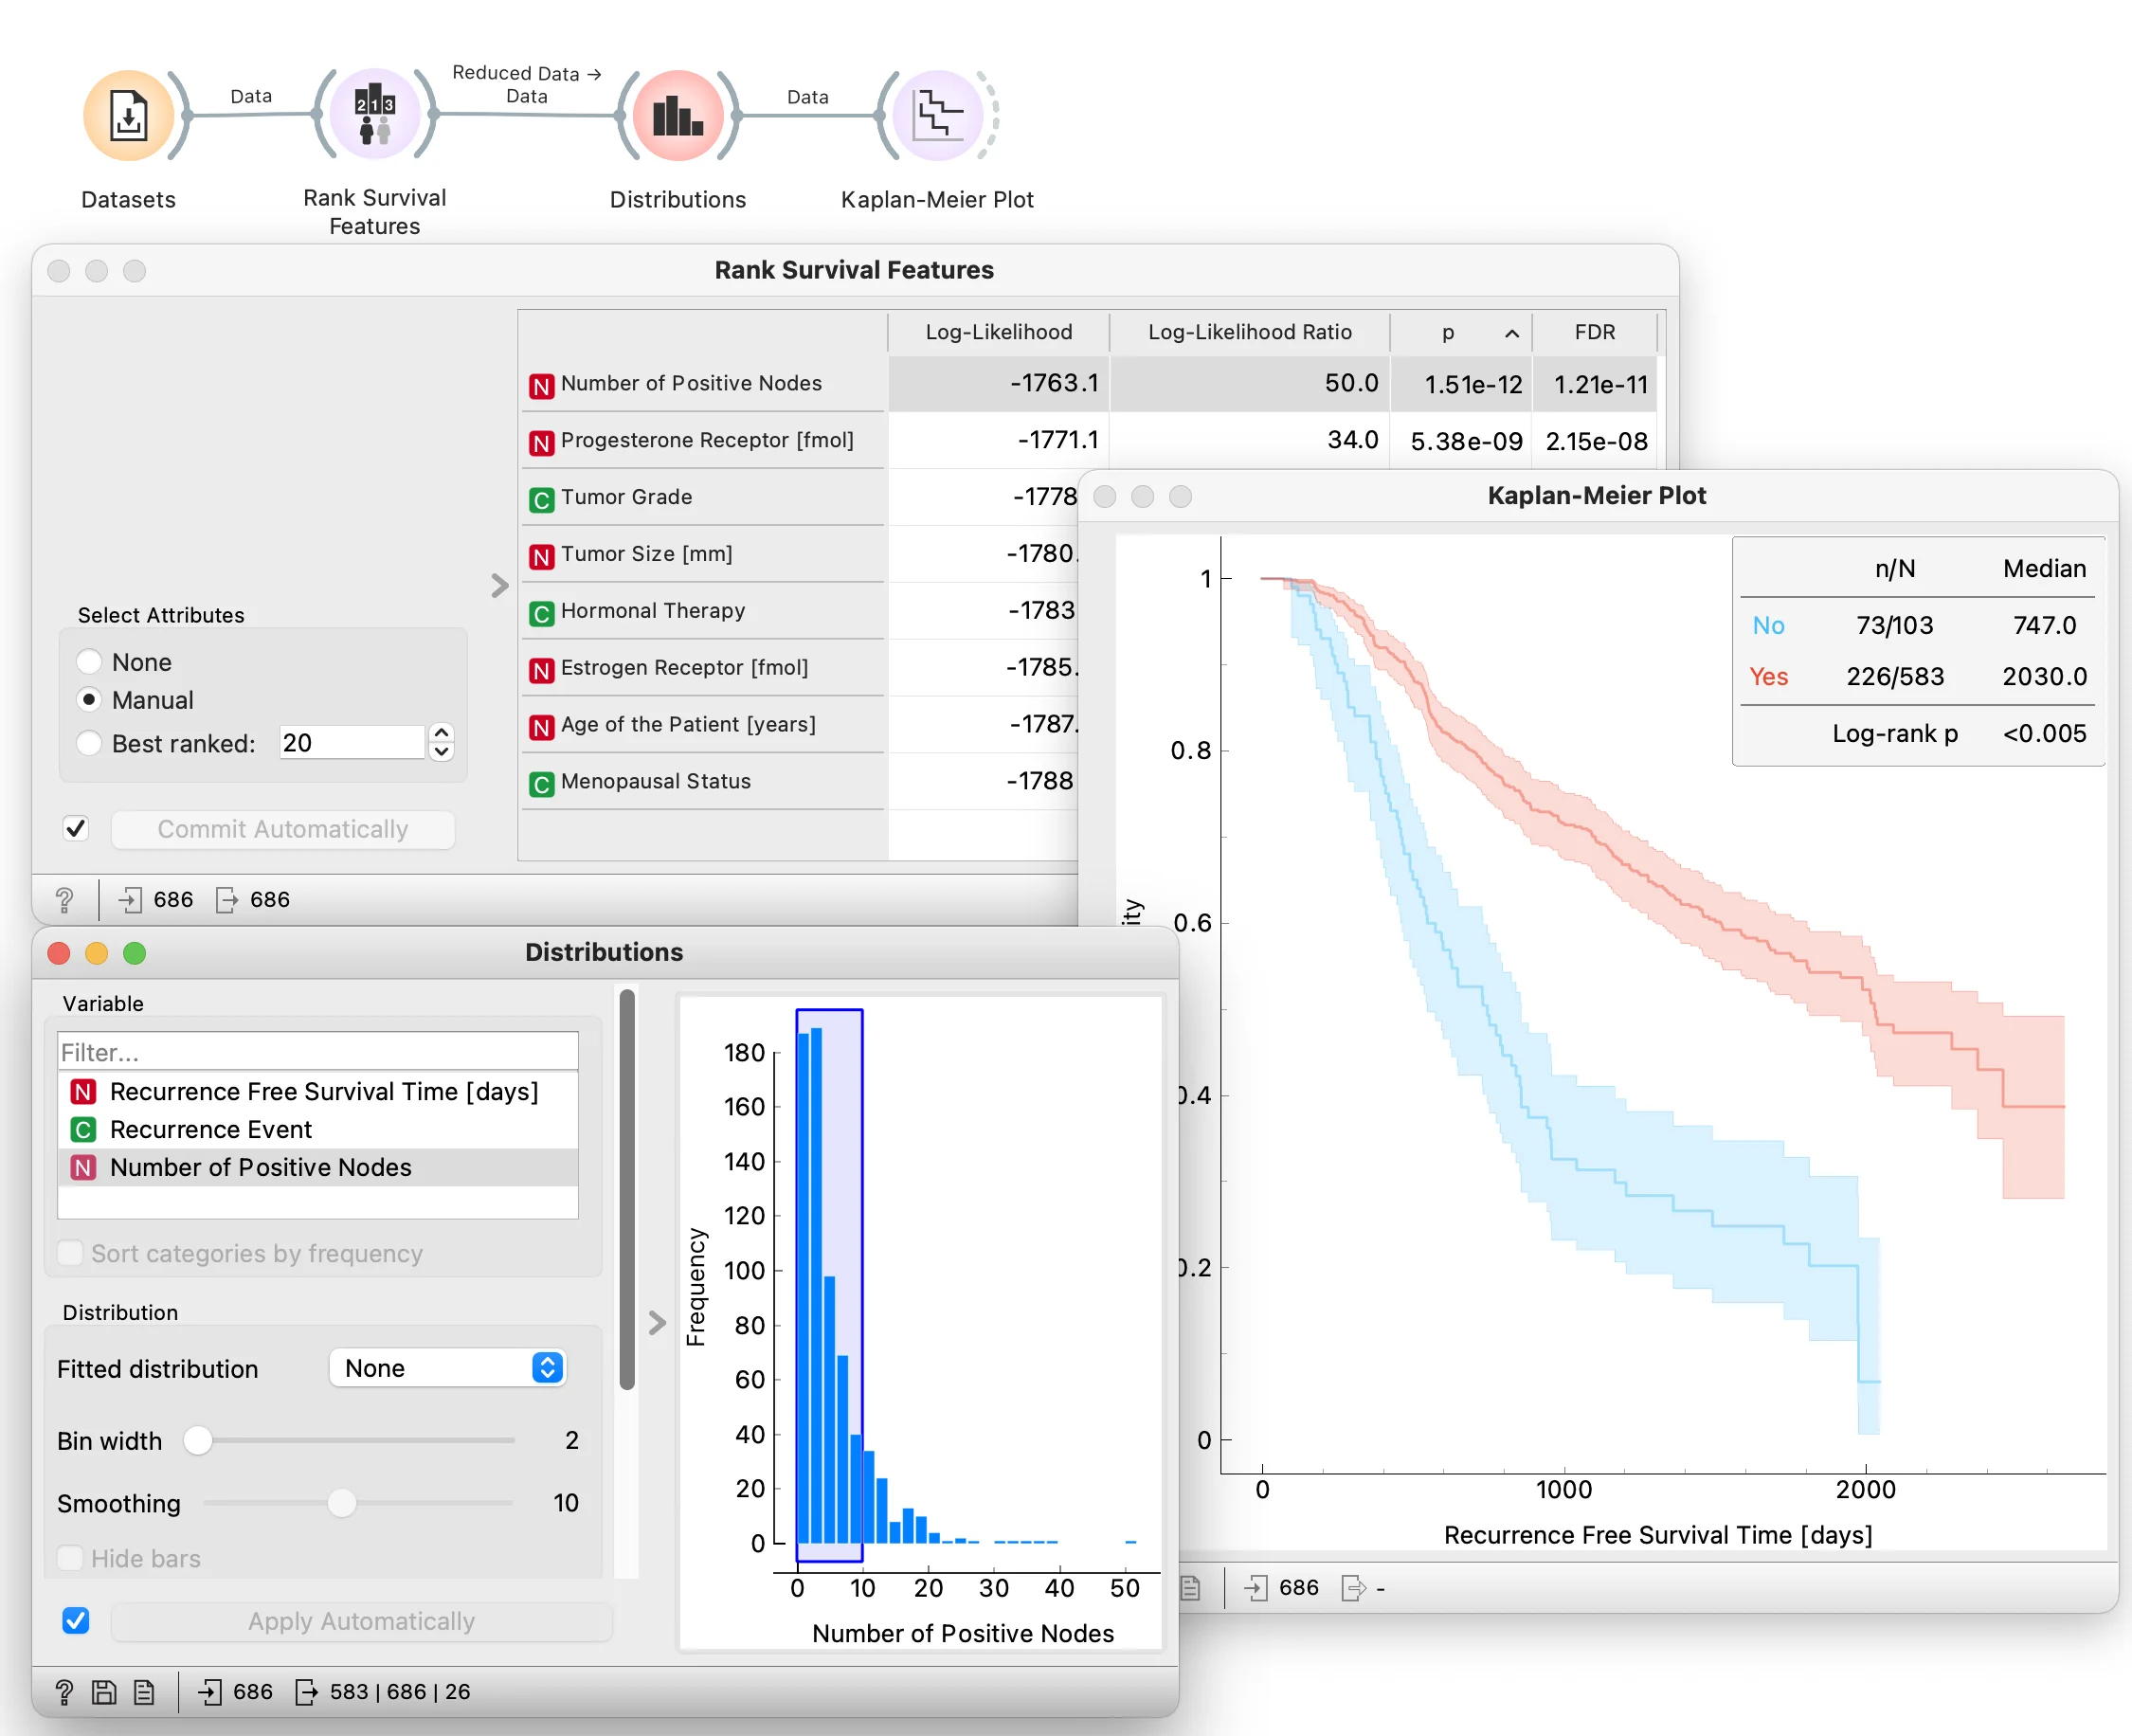 Data
Reduced Data →
Data
Data
213
Datasets
Rank Survival
Features
Distributions
Kaplan-Meier Plot
Rank Survival Features
Log-Likelihood Log-Likelihood Ratio p FDR
N Number of Positive Nodes -1763.1 50.0 1.51e-12 1.21e-11
N Progesterone Receptor [fmol] -1771.1 34.0 5.38e-09 2.15e-08
C Tumor Grade -1778
N Tumor Size [mm] -1780.
C Hormonal Therapy -1783
N Estrogen Receptor [fmol] -1785.
N Age of the Patient [years] -1787.
C Menopausal Status -1788
Select Attributes
None
Manual
Best ranked: 20
Commit Automatically
? 686 686
Kaplan-Meier Plot
n/N Median
No 73/103 747.0
Yes 226/583 2030.0
Log-rank p <0.005
1
0.8
0.6
0.4
0.2
0
ity
0 1000 2000
Recurrence Free Survival Time [days]
686 -
Distributions
Variable
Filter...
N Recurrence Free Survival Time [days]
C Recurrence Event
N Number of Positive Nodes
Sort categories by frequency
Distribution
Fitted distribution None
Bin width 2
Smoothing 10
Hide bars
Apply Automatically
? 686 583 | 686 | 26
Frequency
180
160
140
120
100
80
60
40
20
0
0 10 20 30 40 50
Number of Positive Nodes